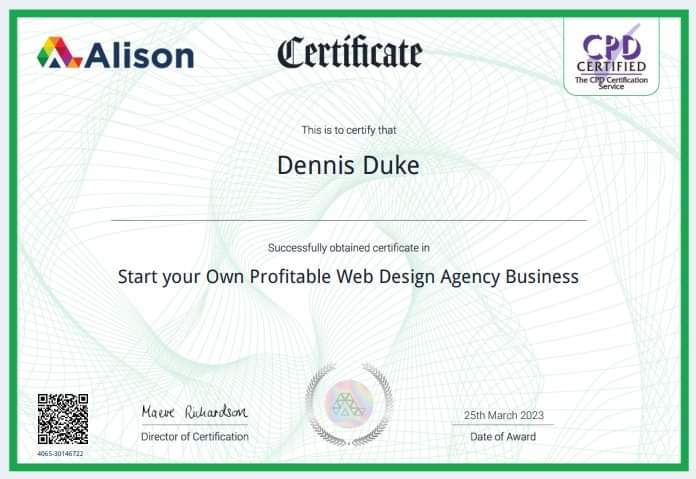 Alison
Certificate
CPD
CERTIFIED
The CPD Certification
Service
This is to certify that
Dennis Duke
Successfully obtained certificate in
Start your Own Profitable Web Design Agency Business
Maeve Richardson
Director of Certification
25th March 2023
Date of Award
4065-30146722